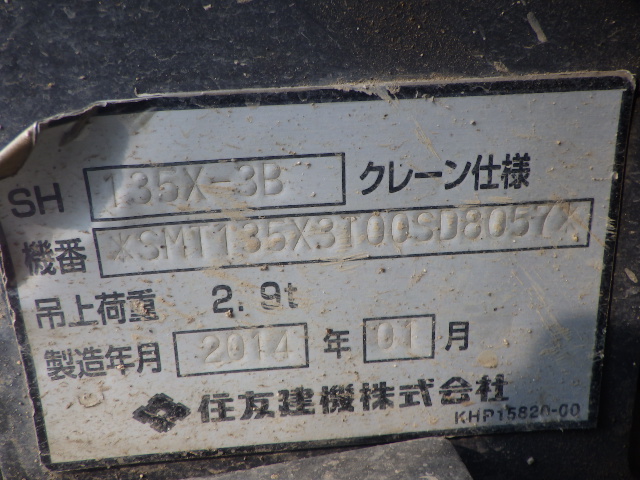 SH 135X-3B クレーン仕様
機番 *SMT135X3T00SD8057*
吊上荷重 2.9t
製造年月 2014 年 01 月
住友建機株式会社
KHP15820-00